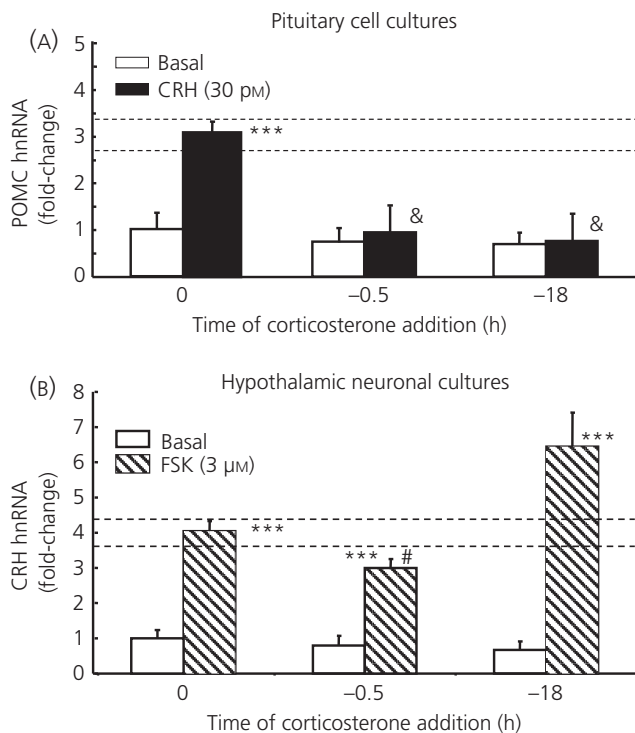 (A)
Pituitary cell cultures
Basal
CRH (30 pM)
5
4
3
2
1
0
POMC hnRNA
(fold-change)
***
&
&
0
–0.5
–18
Time of corticosterone addition (h)
(B)
Hypothalamic neuronal cultures
Basal
FSK (3 μM)
8
7
6
5
4
3
2
1
0
CRH hnRNA
(fold-change)
***
***
#
***
0
–0.5
–18
Time of corticosterone addition (h)